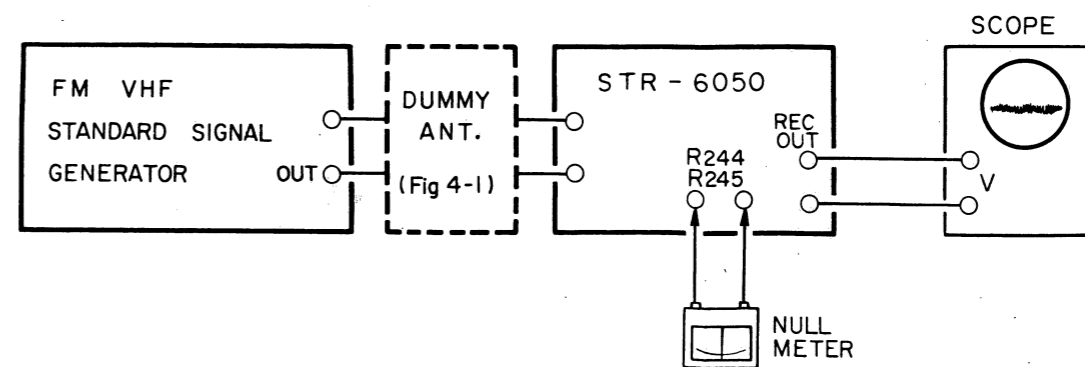 SCOPE
FM VHF
STANDARD SIGNAL
GENERATOR
OUT
DUMMY
ANT.
(Fig 4-1)
STR-6050
REC
OUT
R244
R245
V
NULL
METER